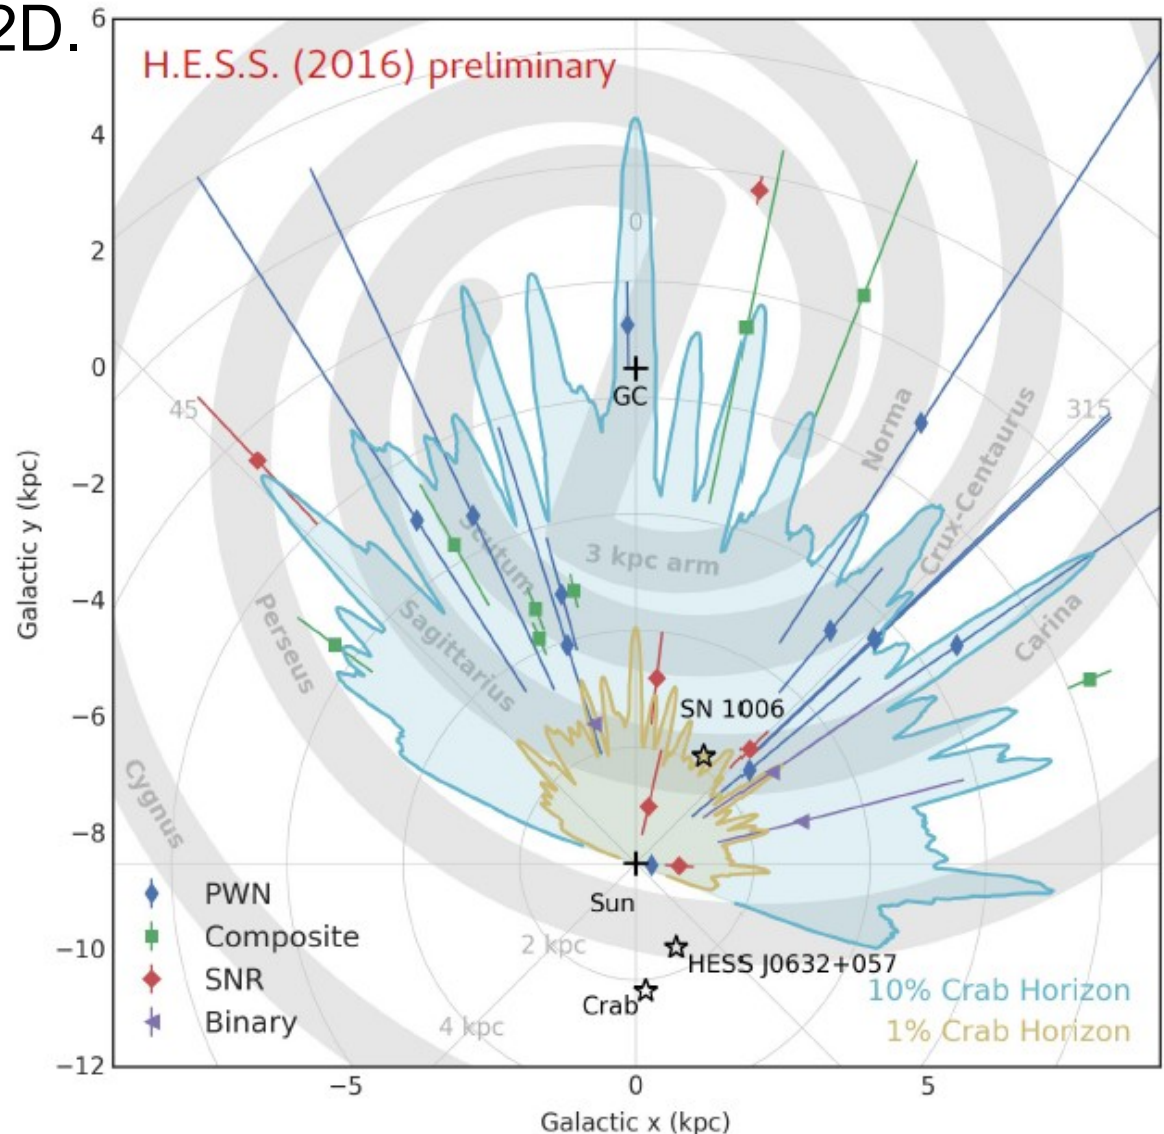 2D.
H.E.S.S. (2016) preliminary
6
4
2
0
−2
−4
−6
−8
−10
−12
Galactic y (kpc)
0
GC
45
315
Norma
Crux-Centaurus
3 kpc arm
Scutum
Sagittarius
Perseus
Carina
Cygnus
SN 1006
Sun
2 kpc
4 kpc
HESS J0632+057
Crab
PWN
Composite
SNR
Binary
10% Crab Horizon
1% Crab Horizon
−5
0
5
Galactic x (kpc)